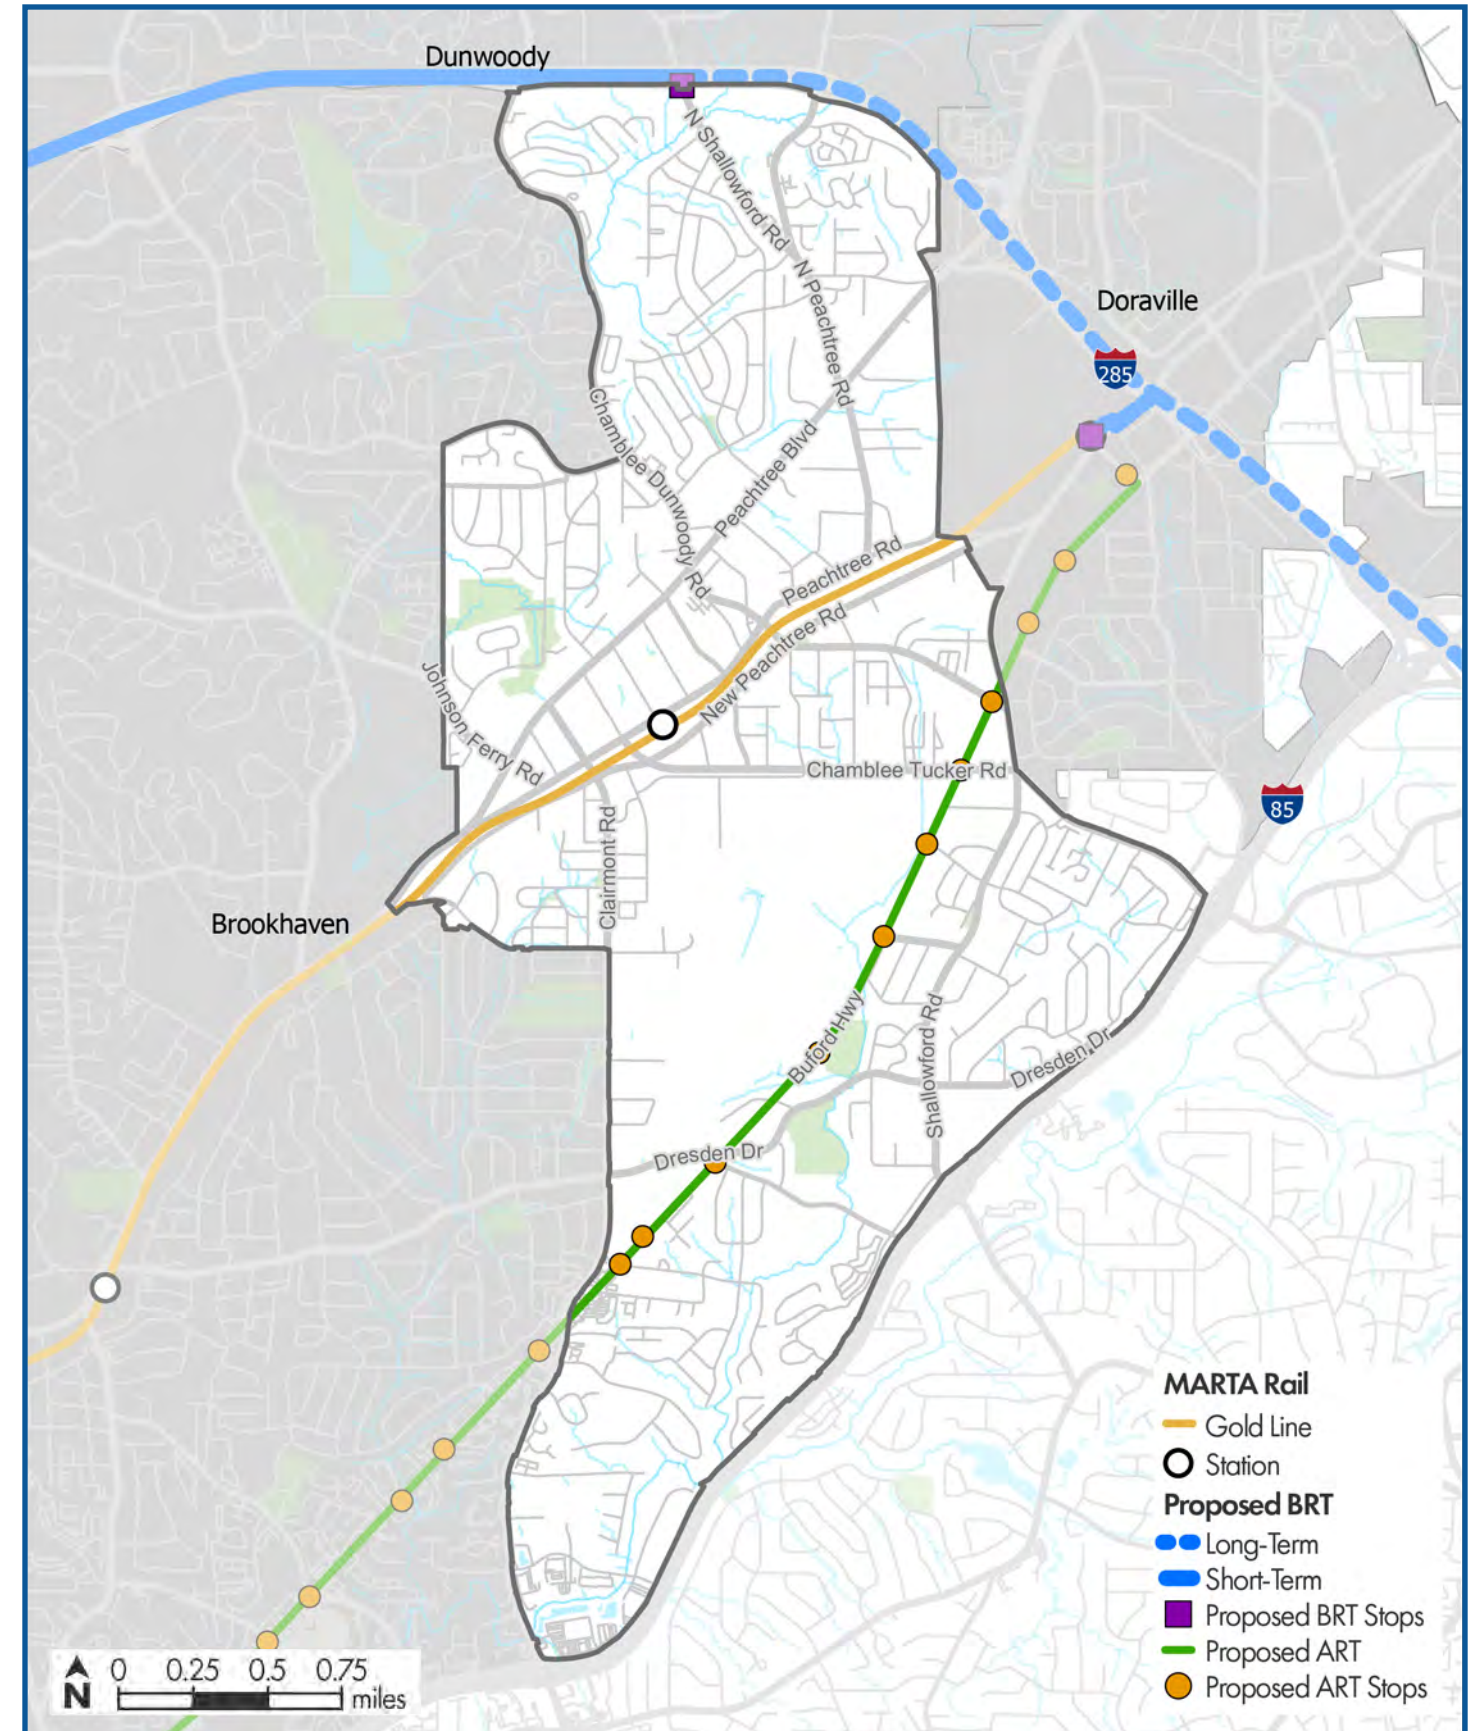 Dunwoody
N Shallowford Rd
N Peachtree Rd
Doraville
285
Chamblee Dunwoody Rd
Peachtree Blvd
Peachtree Rd
New Peachtree Rd
Johnson Ferry Rd
Chamblee Tucker Rd
85
Clairmont Rd
Brookhaven
Buford Hwy
Shallowford Rd
Dresden Dr
Dresden Dr
MARTA Rail
Gold Line
Station
Proposed BRT
Long-Term
Short-Term
Proposed BRT Stops
Proposed ART
Proposed ART Stops
N
0 0.25 0.5 0.75
miles